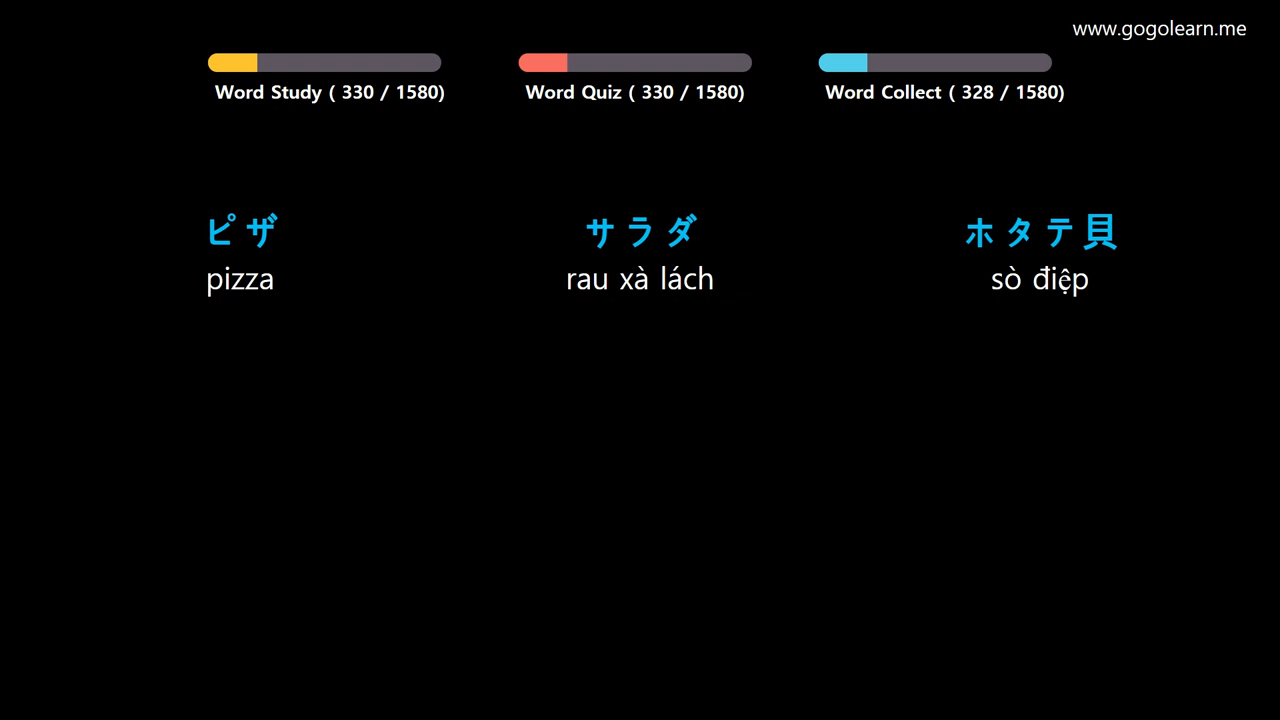 www.gogolearn.me
Word Study ( 330 / 1580)
Word Quiz ( 330 / 1580)
Word Collect ( 328 / 1580)
ピザ
pizza
サラダ
rau xà lách
ホタテ貝
sò điệp